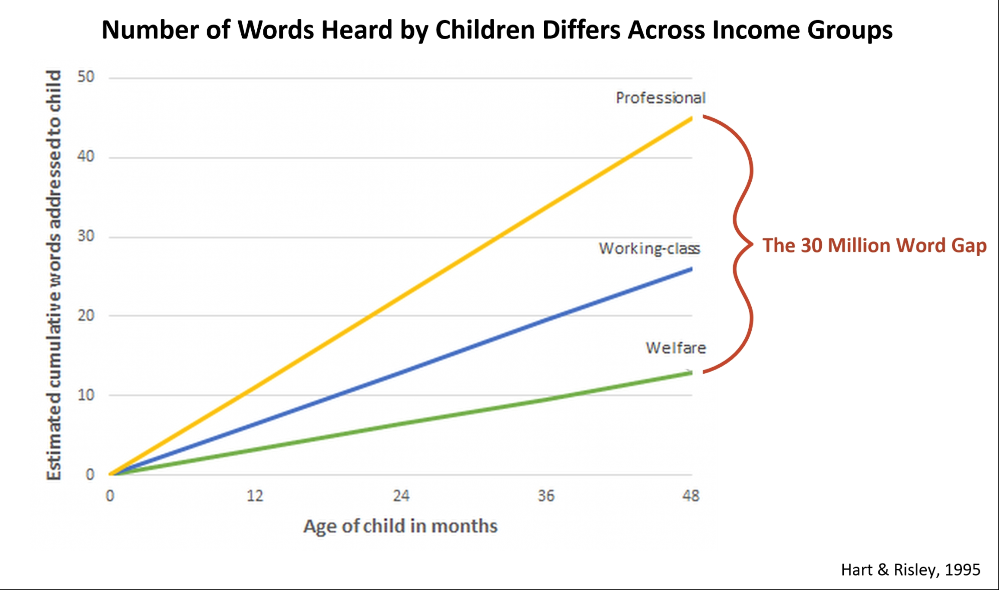 Number of Words Heard by Children Differs Across Income Groups
Estimated cumulative words addressed to child
50
40
30
20
10
0
Professional
Working-class
Welfare
The 30 Million Word Gap
0 12 24 36 48
Age of child in months
Hart & Risley, 1995